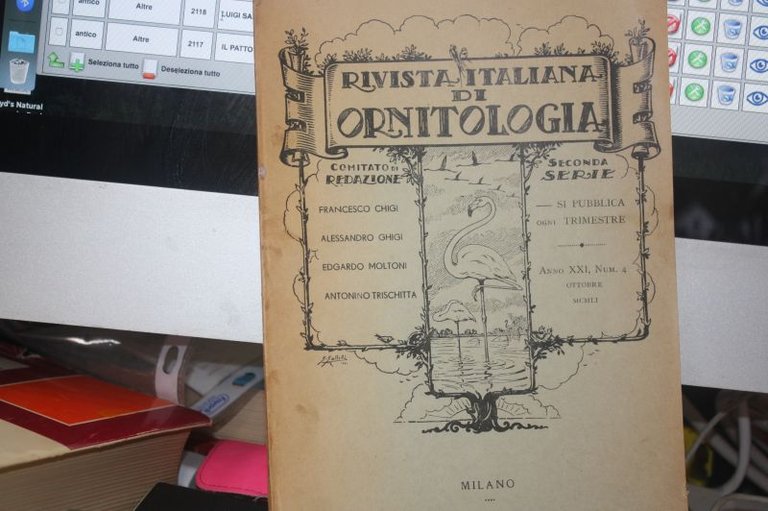 antico
Altre
2118
LUIGI SA
antico
Altre
2117
IL PATTO
Seleziona tutto
Deseleziona tutto
yd's Natural
RIVISTA ITALIANA
DI
ORNITOLOGIA
COMITATO DI
REDAZIONE
FRANCESCO CHIGI
ALESSANDRO GHIGI
EDGARDO MOLTONI
ANTONINO TRISCHITTA
SECONDA
SERIE
— SI PUBBLICA
OGNI TRIMESTRE
ANNO XXI, NUM. 4
OTTOBRE
MCMLI
MILANO